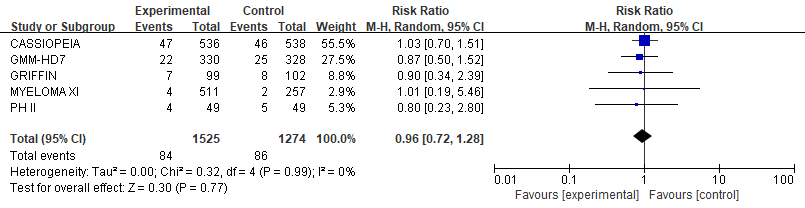 Experimental Control Risk Ratio Risk Ratio
Study or Subgroup Events Total Events Total Weight M-H, Random, 95% CI M-H, Random, 95% CI
CASSIOPEIA 47 536 46 538 55.5% 1.03 [0.70, 1.51]
GMM-HD7 22 330 25 328 27.5% 0.87 [0.50, 1.52]
GRIFFIN 7 99 8 102 8.8% 0.90 [0.34, 2.39]
MYELOMA XI 4 511 2 257 2.9% 1.01 [0.19, 5.46]
PH II 4 49 5 49 5.3% 0.80 [0.23, 2.80]
Total (95% CI) 1525 1274 100.0% 0.96 [0.72, 1.28]
Total events 84 86
Heterogeneity: Tau² = 0.00; Chi² = 0.32, df = 4 (P = 0.99); I² = 0%
Test for overall effect: Z = 0.30 (P = 0.77)
0.01 0.1 1 10 100
Favours [experimental] Favours [control]